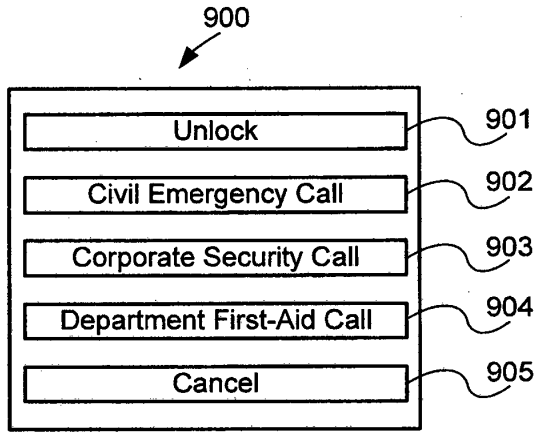 900
Unlock 901
Civil Emergency Call 902
Corporate Security Call 903
Department First-Aid Call 904
Cancel 905